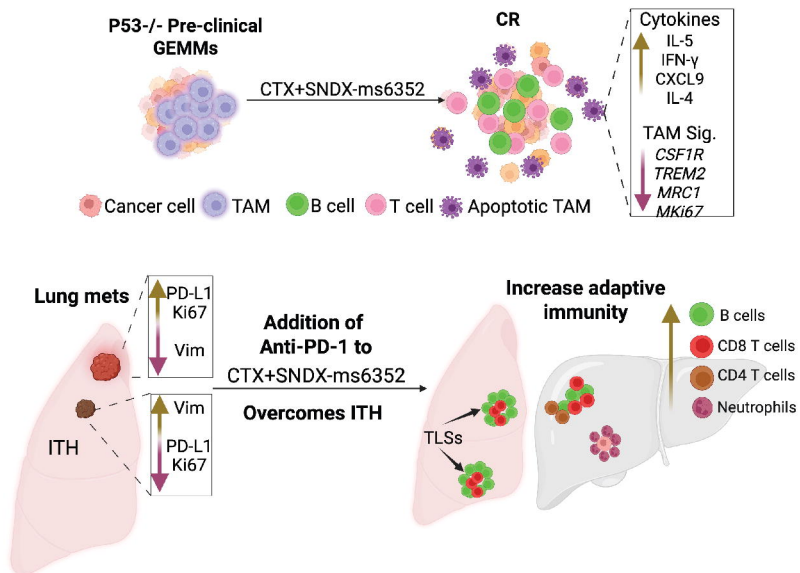 P53-/- Pre-clinical
GEMMs
CTX+SNDX-ms6352
CR
Cytokines
IL-5
IFN-γ
CXCL9
IL-4
TAM Sig.
CSF1R
TREM2
MRC1
MKi67
Cancer cell
TAM
B cell
T cell
Apoptotic TAM
Lung mets
PD-L1
Ki67
Vim
ITH
Vim
PD-L1
Ki67
Addition of
Anti-PD-1 to
CTX+SNDX-ms6352
Overcomes ITH
Increase adaptive
immunity
TLSs
B cells
CD8 T cells
CD4 T cells
Neutrophils